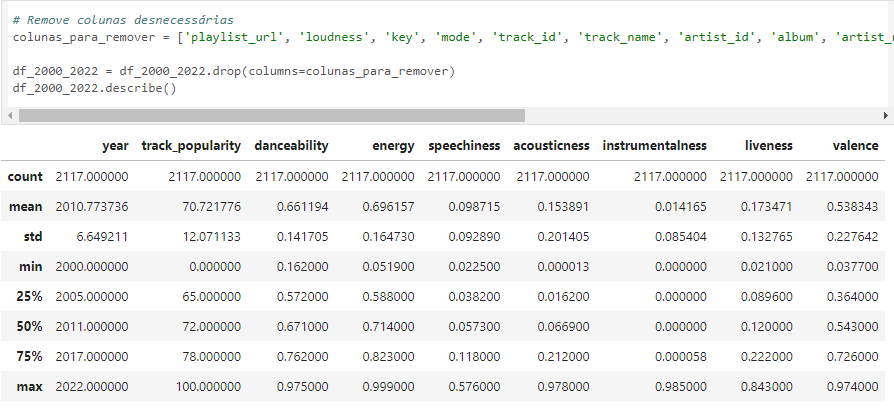 # Remove colunas desnecessárias
colunas_para_remover = ['playlist_url', 'loudness', 'key', 'mode', 'track_id', 'track_name', 'artist_id', 'album', 'artist_
df_2000_2022 = df_2000_2022.drop(columns=colunas_para_remover)
df_2000_2022.describe()
year track_popularity danceability energy speechiness acousticness instrumentalness liveness valence
count 2117.000000 2117.000000 2117.000000 2117.000000 2117.000000 2117.000000 2117.000000 2117.000000 2117.000000
mean 2010.773736 70.721776 0.661194 0.696157 0.098715 0.153891 0.014165 0.173471 0.538343
std 6.649211 12.071133 0.141705 0.164730 0.092890 0.201405 0.085404 0.132765 0.227642
min 2000.000000 0.000000 0.162000 0.051900 0.022500 0.000013 0.000000 0.021000 0.037700
25% 2005.000000 65.000000 0.572000 0.588000 0.038200 0.016200 0.000000 0.089600 0.364000
50% 2011.000000 72.000000 0.671000 0.714000 0.057300 0.066900 0.000000 0.120000 0.543000
75% 2017.000000 78.000000 0.762000 0.823000 0.118000 0.212000 0.000058 0.222000 0.726000
max 2022.000000 100.000000 0.975000 0.999000 0.576000 0.978000 0.985000 0.843000 0.974000